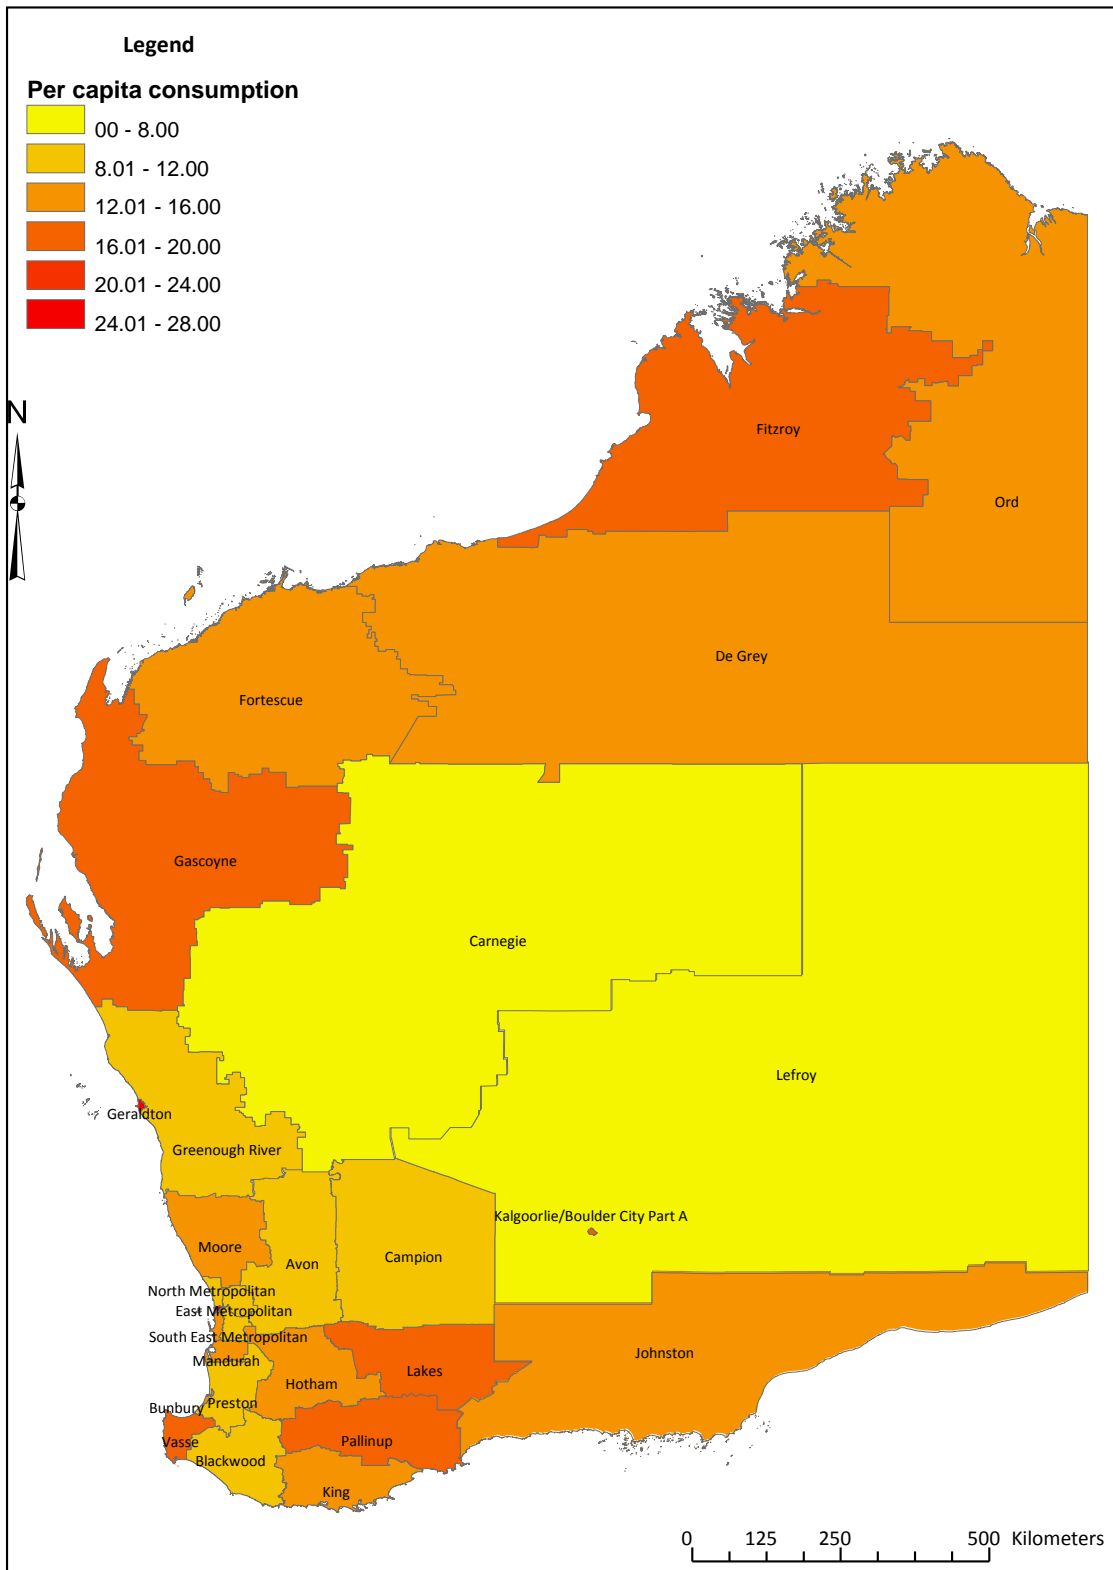 Legend
Per capita consumption
00 - 8.00
8.01 - 12.00
12.01 - 16.00
16.01 - 20.00
20.01 - 24.00
24.01 - 28.00
N
Fitzroy
Ord
De Grey
Fortescue
Gascoyne
Carnegie
Lefroy
Geraldton
Greenough River
Kalgoorlie/Boulder City Part A
Moore
Campion
Avon
North Metropolitan
East Metropolitan
South East Metropolitan
Johnston
Mandurah
Lakes
Hotham
Preston
Bunbury
Vasse
Pallinup
Blackwood
King
0 125 250 500 Kilometers